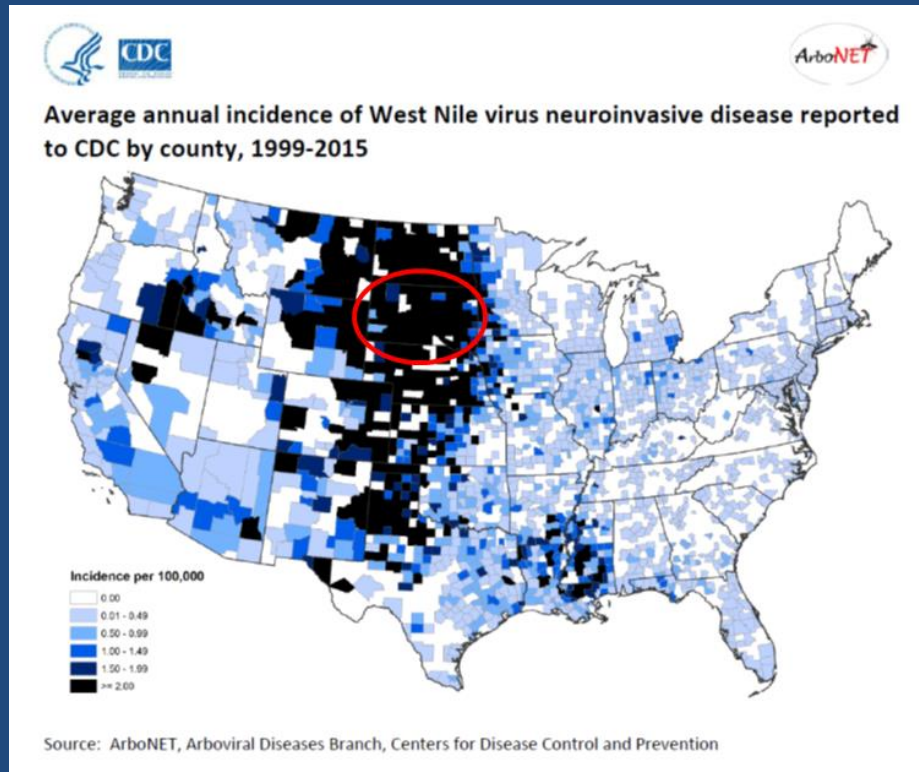 CDC
ArboNET
Average annual incidence of West Nile virus neuroinvasive disease reported
to CDC by county, 1999-2015
Incidence per 100,000
0.00
0.01 - 0.49
0.50 - 0.99
1.00 - 1.49
1.50 - 1.99
>= 2.00
Source: ArboNET, Arboviral Diseases Branch, Centers for Disease Control and Prevention